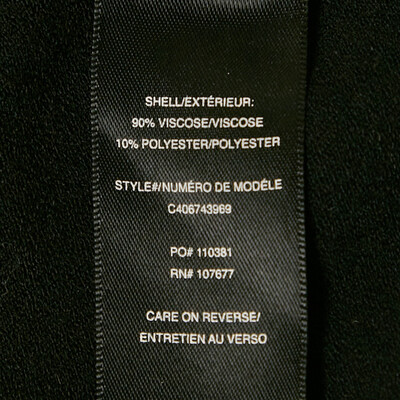 SHELL/EXTÉRIEUR:
90% VISCOSE/VISCOSE
10% POLYESTER/POLYESTER
STYLE#/NUMÉRO DE MODÈLE
C406743969
PO# 110381
RN# 107677
CARE ON REVERSE/
ENTRETIEN AU VERSO